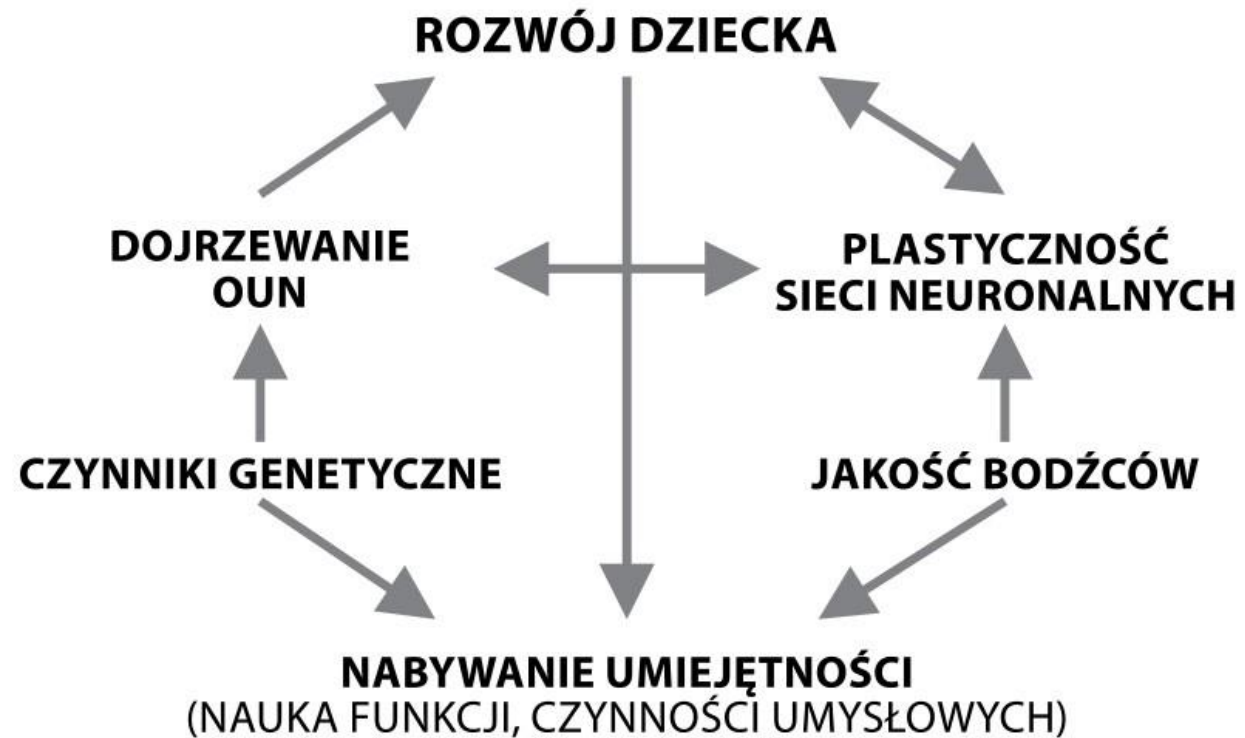 ROZWÓJ DZIECKA
DOJRZEWANIE
OUN
PLASTYCZNOŚĆ
SIECI NEURONALNYCH
CZYNNIKI GENETYCZNE
JAKOŚĆ BODŹCÓW
NABYWANIE UMIEJĘTNOŚCI
(NAUKA FUNKCJI, CZYNNOŚCI UMYSŁOWYCH)